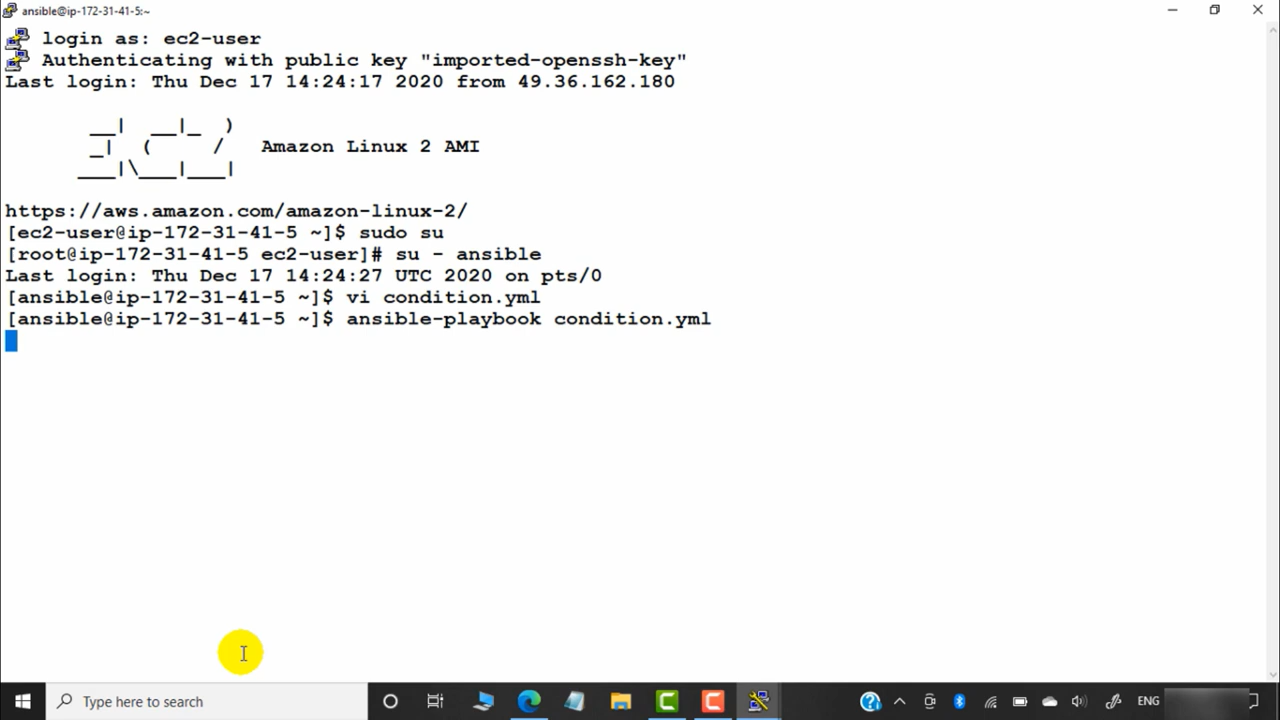 ansible@ip-172-31-41-5:~
login as: ec2-user
Authenticating with public key "imported-openssh-key"
Last login: Thu Dec 17 14:24:17 2020 from 49.36.162.180
__|  __|_  )
_|  (     /   Amazon Linux 2 AMI
___|\___|___|
https://aws.amazon.com/amazon-linux-2/
[ec2-user@ip-172-31-41-5 ~]$ sudo su
[root@ip-172-31-41-5 ec2-user]# su - ansible
Last login: Thu Dec 17 14:24:27 UTC 2020 on pts/0
[ansible@ip-172-31-41-5 ~]$ vi condition.yml
[ansible@ip-172-31-41-5 ~]$ ansible-playbook condition.yml
Type here to search
ENG